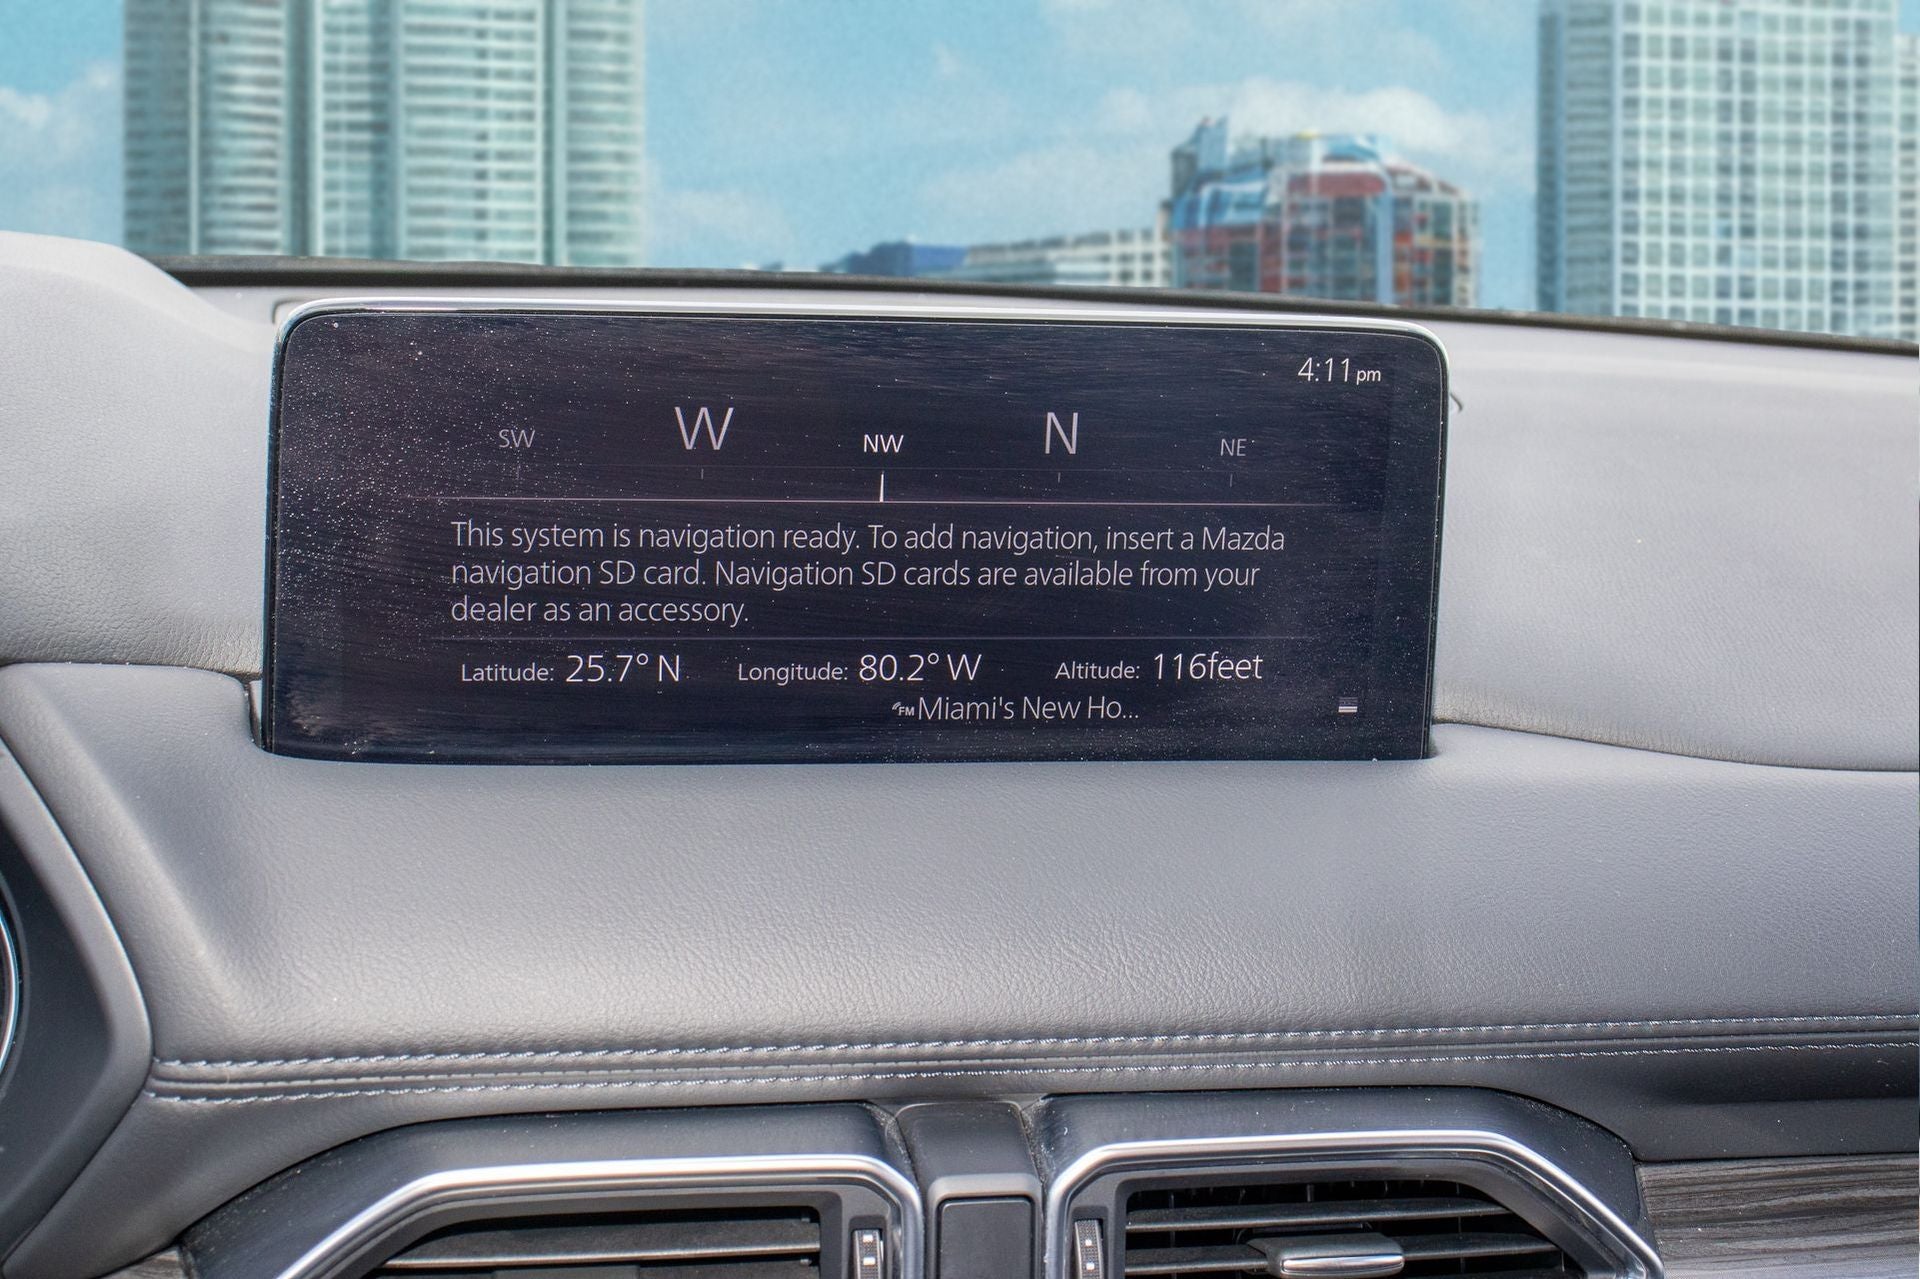 4:11pm
SW W NW N NE
This system is navigation ready. To add navigation, insert a Mazda
navigation SD card. Navigation SD cards are available from your
dealer as an accessory.
Latitude: 25.7° N Longitude: 80.2° W Altitude: 116feet
FM Miami's New Ho...